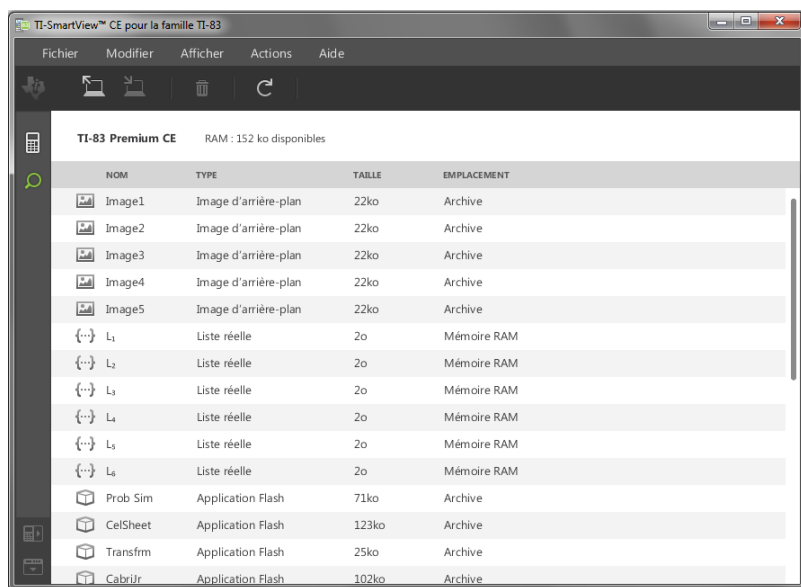 TI-SmartView™ CE pour la famille TI-83
Fichier Modifier Afficher Actions Aide
TI-83 Premium CE RAM : 152 ko disponibles
NOM TYPE TAILLE EMPLACEMENT
Image1 Image d'arrière-plan 22ko Archive
Image2 Image d'arrière-plan 22ko Archive
Image3 Image d'arrière-plan 22ko Archive
Image4 Image d'arrière-plan 22ko Archive
Image5 Image d'arrière-plan 22ko Archive
L₁ Liste réelle 2o Mémoire RAM
L₂ Liste réelle 2o Mémoire RAM
L₃ Liste réelle 2o Mémoire RAM
L₄ Liste réelle 2o Mémoire RAM
L₅ Liste réelle 2o Mémoire RAM
L₆ Liste réelle 2o Mémoire RAM
Prob Sim Application Flash 71ko Archive
CelSheet Application Flash 123ko Archive
Transfrm Application Flash 25ko Archive
CabriJr Application Flash 102ko Archive